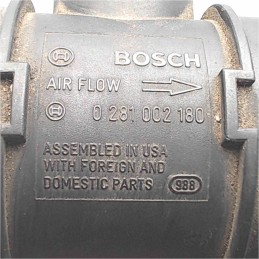 BOSCH
AIR FLOW
0 281 002 180
ASSEMBLED IN USA
WITH FOREIGN AND
DOMESTIC PARTS 988